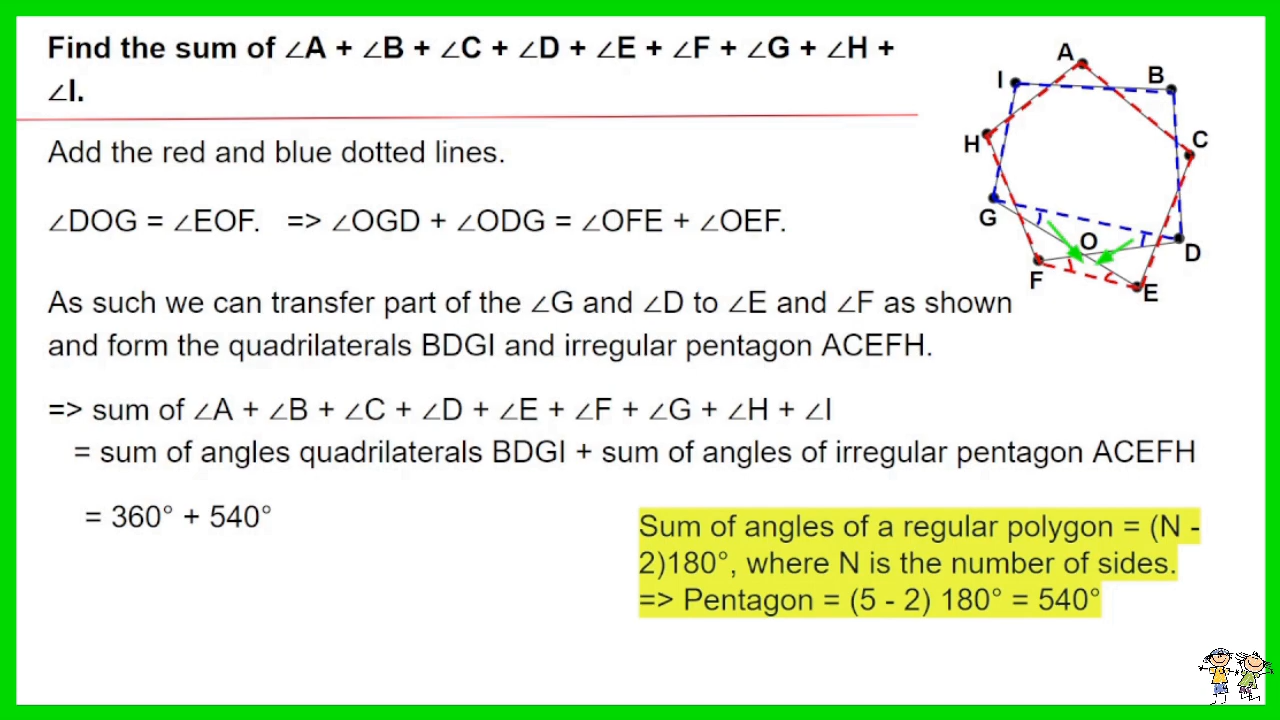 Find the sum of ∠A + ∠B + ∠C + ∠D + ∠E + ∠F + ∠G + ∠H +
∠I.
Add the red and blue dotted lines.
∠DOG = ∠EOF. => ∠OGD + ∠ODG = ∠OFE + ∠OEF.
As such we can transfer part of the ∠G and ∠D to ∠E and ∠F as shown
and form the quadrilaterals BDGI and irregular pentagon ACEFH.
=> sum of ∠A + ∠B + ∠C + ∠D + ∠E + ∠F + ∠G + ∠H + ∠I
= sum of angles quadrilaterals BDGI + sum of angles of irregular pentagon ACEFH
= 360° + 540°
Sum of angles of a regular polygon = (N -
2)180°, where N is the number of sides.
=> Pentagon = (5 - 2) 180° = 540°
A
I
B
H
C
G
O
D
F
E